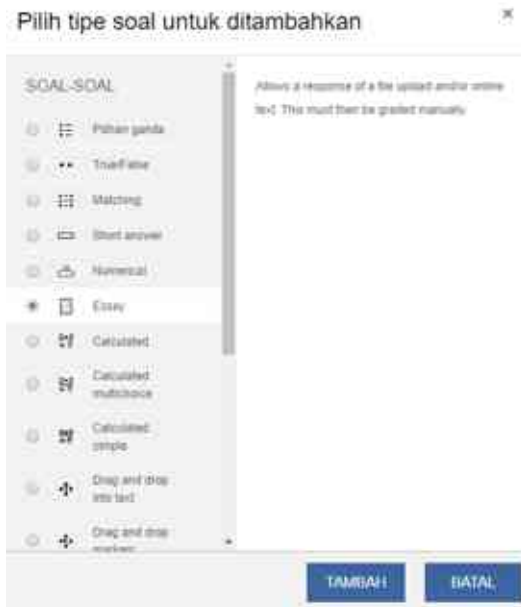 Pilih tipe soal untuk ditambahkan
×
SOAL-SOAL
Pilihan ganda
True/False
Matching
Short answer
Numerical
Essay
Calculated
Calculated
multichoice
Calculated
simple
Drag and drop
into text
Drag and drop
markers
Allows a response of a file upload and/or online
text. This must then be graded manually.
TAMBAH
BATAL